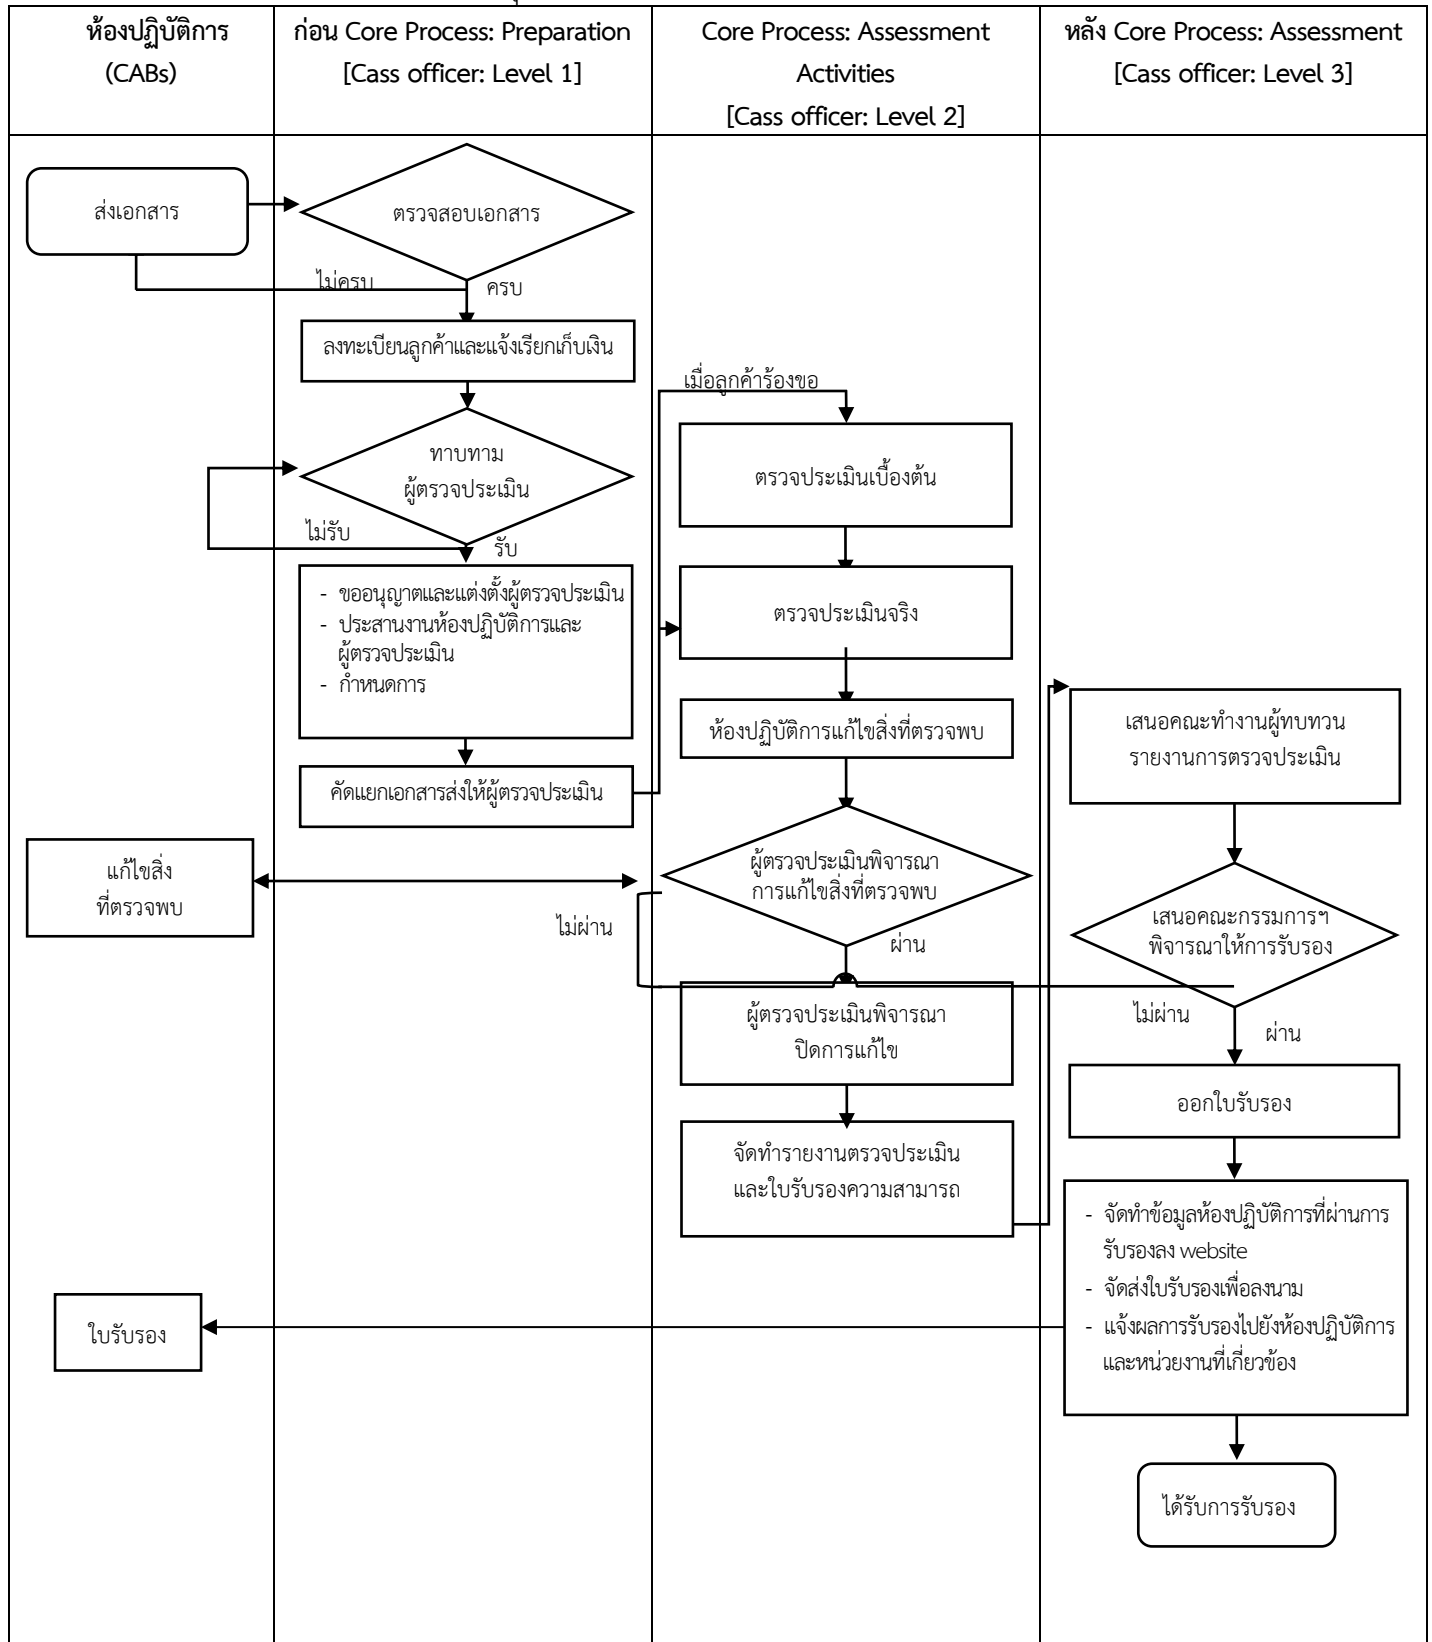 ห้องปฏิบัติการ
(CABs)
ก่อน Core Process: Preparation
[Cass officer: Level 1]
Core Process: Assessment
Activities
[Cass officer: Level 2]
หลัง Core Process: Assessment
[Cass officer: Level 3]
ส่งเอกสาร
ตรวจสอบเอกสาร
ไม่ครบ
ครบ
ลงทะเบียนลูกค้าและแจ้งเรียกเก็บเงิน
เมื่อลูกค้าร้องขอ
ทาบทาม
ผู้ตรวจประเมิน
ไม่รับ
รับ
ตรวจประเมินเบื้องต้น
- ขออนุญาตและแต่งตั้งผู้ตรวจประเมิน
- ประสานงานห้องปฏิบัติการและ
ผู้ตรวจประเมิน
- กำหนดการ
ตรวจประเมินจริง
ห้องปฏิบัติการแก้ไขสิ่งที่ตรวจพบ
เสนอคณะทำงานผู้ทบทวน
รายงานการตรวจประเมิน
คัดแยกเอกสารส่งให้ผู้ตรวจประเมิน
แก้ไขสิ่ง
ที่ตรวจพบ
ผู้ตรวจประเมินพิจารณา
การแก้ไขสิ่งที่ตรวจพบ
ไม่ผ่าน
ผ่าน
เสนอคณะกรรมการฯ
พิจารณาให้การรับรอง
ไม่ผ่าน
ผ่าน
ผู้ตรวจประเมินพิจารณา
ปิดการแก้ไข
ออกใบรับรอง
จัดทำรายงานตรวจประเมิน
และใบรับรองความสามารถ
- จัดทำข้อมูลห้องปฏิบัติการที่ผ่านการ
รับรองลง website
- จัดส่งใบรับรองเพื่อลงนาม
- แจ้งผลการรับรองไปยังห้องปฏิบัติการ
และหน่วยงานที่เกี่ยวข้อง
ใบรับรอง
ได้รับการรับรอง